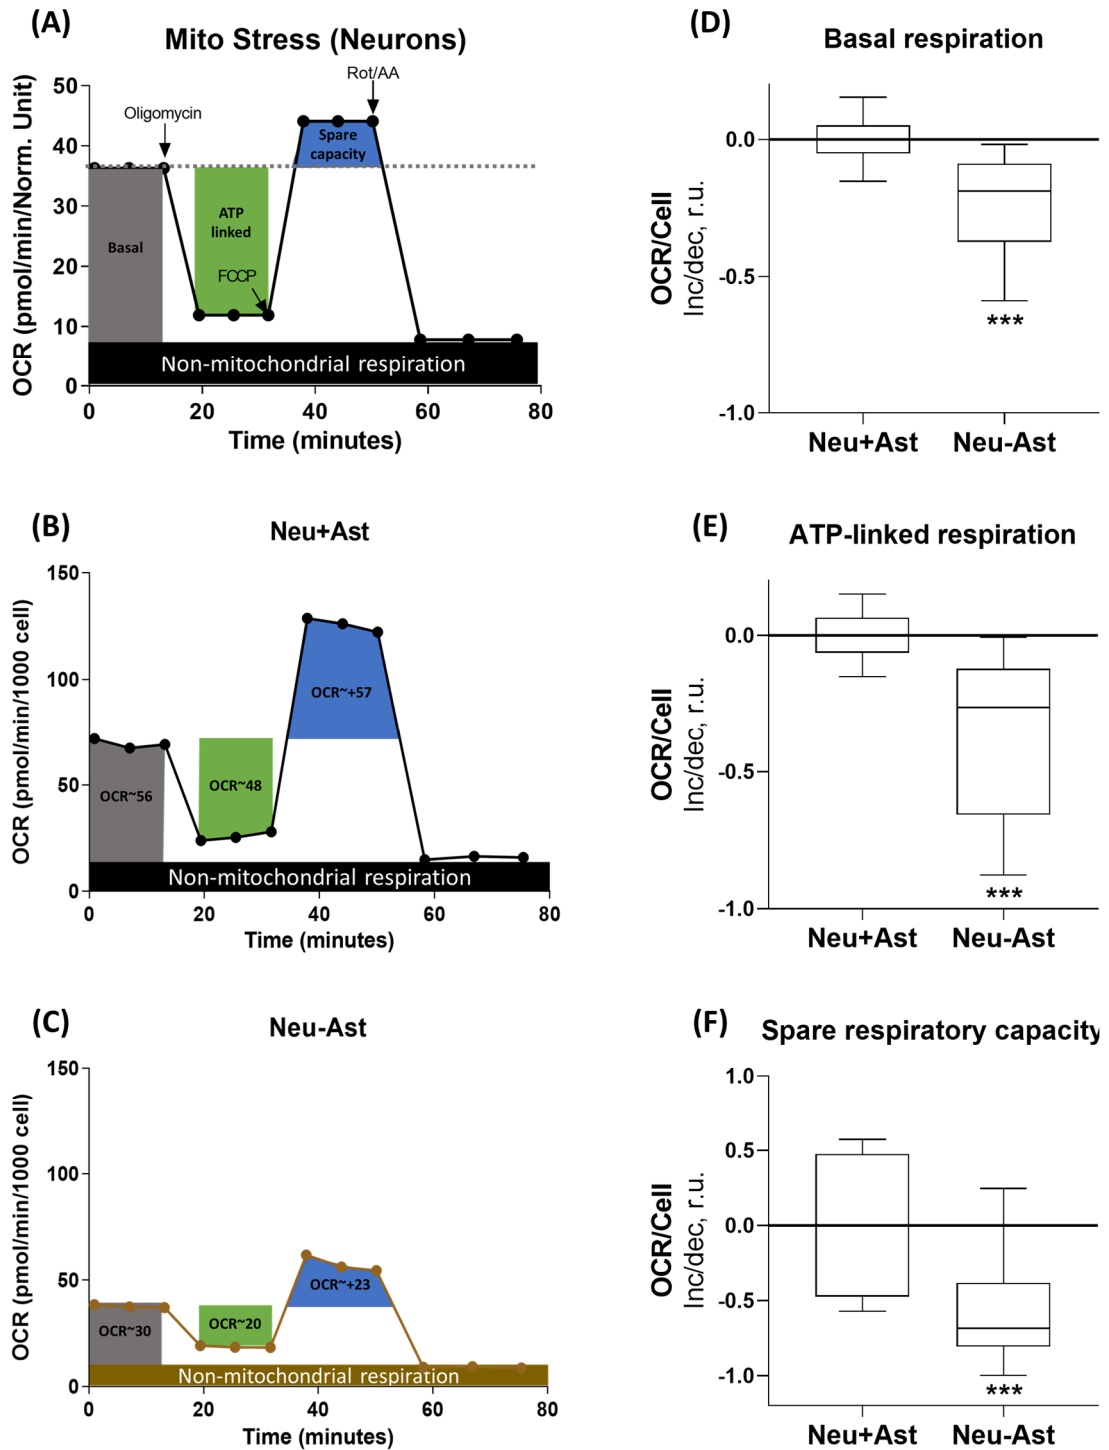 (A)
Mito Stress (Neurons)
OCR (pmol/min/Norm. Unit)
50
40
30
20
10
0
Oligomycin
Rot/AA
Spare
capacity
ATP
linked
Basal
FCCP
Non-mitochondrial respiration
0 20 40 60 80
Time (minutes)
(B)
Neu+Ast
OCR (pmol/min/1000 cell)
150
100
50
0
OCR~+57
OCR~48
OCR~56
Non-mitochondrial respiration
0 20 40 60 80
Time (minutes)
(C)
Neu-Ast
OCR (pmol/min/1000 cell)
150
100
50
0
OCR~+23
OCR~20
OCR~30
Non-mitochondrial respiration
0 20 40 60 80
Time (minutes)
(D)
Basal respiration
OCR/Cell
Inc/dec, r.u.
0.0
-0.5
-1.0
***
Neu+Ast Neu-Ast
(E)
ATP-linked respiration
OCR/Cell
Inc/dec, r.u.
0.0
-0.5
-1.0
***
Neu+Ast Neu-Ast
(F)
Spare respiratory capacity
OCR/Cell
Inc/dec, r.u.
1.0
0.5
0.0
-0.5
-1.0
***
Neu+Ast Neu-Ast